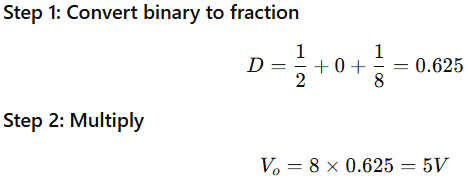 Step 1: Convert binary to fraction
D = 1/2 + 0 + 1/8 = 0.625
Step 2: Multiply
Vₒ = 8 × 0.625 = 5V